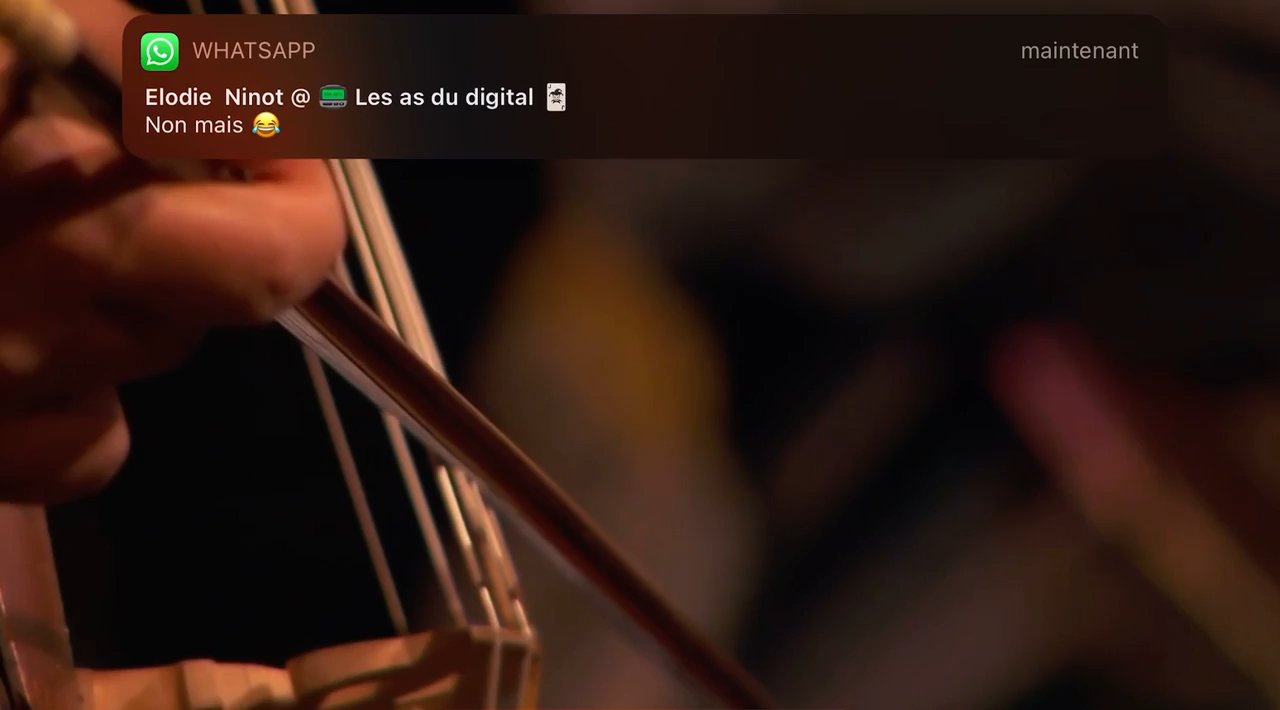 WHATSAPP
maintenant
Elodie  Ninot @ 📟 Les as du digital 🃏
Non mais 😂